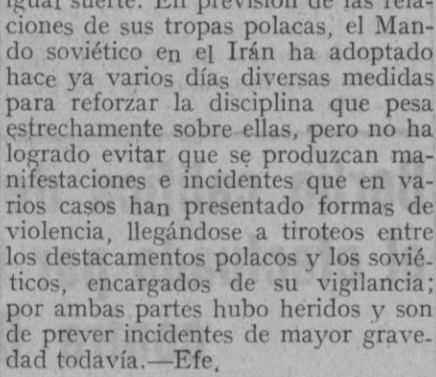 igual suerte. En previsión de las rela-
ciones de sus tropas polacas, el Man-
do soviético en el Irán ha adoptado
hace ya varios días diversas medidas
para reforzar la disciplina que pesa
estrechamente sobre ellas, pero no ha
logrado evitar que se produzcan ma-
nifestaciones e incidentes que en va-
rios casos han presentado formas de
violencia, llegándose a tiroteos entre
los destacamentos polacos y los sovié-
ticos, encargados de su vigilancia;
por ambas partes hubo heridos y son
de prever incidentes de mayor grave-
dad todavía.—Efe.